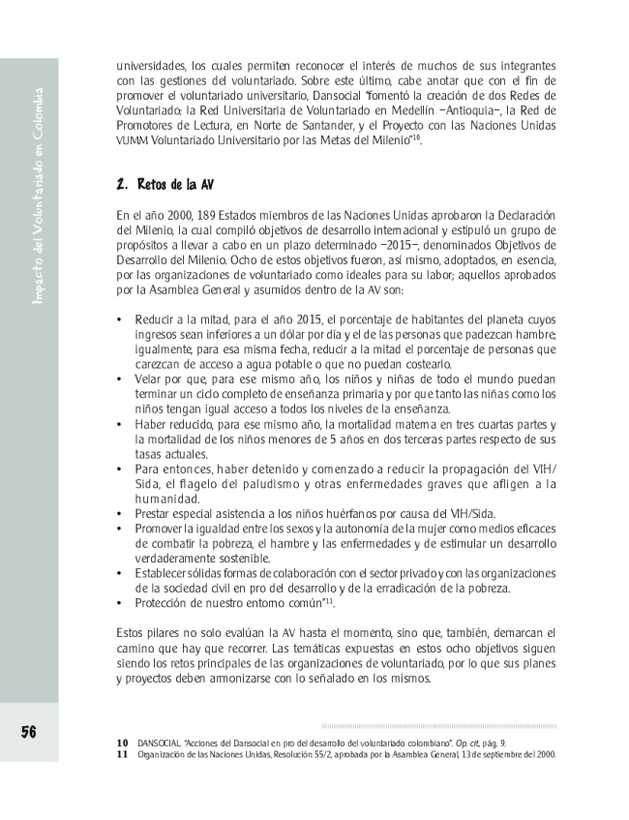 Impacto del Voluntariado en Colombia
universidades, los cuales permiten reconocer el interés de muchos de sus integrantes
con las gestiones del voluntariado. Sobre este último, cabe anotar que con el fin de
promover el voluntariado universitario, Dansocial “fomentó la creación de dos Redes de
Voluntariado: la Red Universitaria de Voluntariado en Medellín –Antioquia–, la Red de
Promotores de Lectura, en Norte de Santander, y el Proyecto con las Naciones Unidas
VUMM Voluntariado Universitario por las Metas del Milenio”10.
2. Retos de la AV
En el año 2000, 189 Estados miembros de las Naciones Unidas aprobaron la Declaración
del Milenio, la cual compiló objetivos de desarrollo internacional y estipuló un grupo de
propósitos a llevar a cabo en un plazo determinado –2015–, denominados Objetivos de
Desarrollo del Milenio. Ocho de estos objetivos fueron, así mismo, adoptados, en esencia,
por las organizaciones de voluntariado como ideales para su labor; aquellos aprobados
por la Asamblea General y asumidos dentro de la AV son:
• Reducir a la mitad, para el año 2015, el porcentaje de habitantes del planeta cuyos
ingresos sean inferiores a un dólar por día y el de las personas que padezcan hambre;
igualmente, para esa misma fecha, reducir a la mitad el porcentaje de personas que
carezcan de acceso a agua potable o que no puedan costearlo.
• Velar por que, para ese mismo año, los niños y niñas de todo el mundo puedan
terminar un ciclo completo de enseñanza primaria y por que tanto las niñas como los
niños tengan igual acceso a todos los niveles de la enseñanza.
• Haber reducido, para ese mismo año, la mortalidad materna en tres cuartas partes y
la mortalidad de los niños menores de 5 años en dos terceras partes respecto de sus
tasas actuales.
• Para entonces, haber detenido y comenzado a reducir la propagación del VIH/
Sida, el flagelo del paludismo y otras enfermedades graves que afligen a la
humanidad.
• Prestar especial asistencia a los niños huérfanos por causa del VIH/Sida.
• Promover la igualdad entre los sexos y la autonomía de la mujer como medios eficaces
de combatir la pobreza, el hambre y las enfermedades y de estimular un desarrollo
verdaderamente sostenible.
• Establecer sólidas formas de colaboración con el sector privado y con las organizaciones
de la sociedad civil en pro del desarrollo y de la erradicación de la pobreza.
• Protección de nuestro entorno común”11.
Estos pilares no solo evalúan la AV hasta el momento, sino que, también, demarcan el
camino que hay que recorrer. Las temáticas expuestas en estos ocho objetivos siguen
siendo los retos principales de las organizaciones de voluntariado, por lo que sus planes
y proyectos deben armonizarse con lo señalado en los mismos.
56
10 DANSOCIAL. “Acciones del Dansocial en pro del desarrollo del voluntariado colombiano”. Op. cit., pág. 9.
11 Organización de las Naciones Unidas, Resolución 55/2, aprobada por la Asamblea General, 13 de septiembre del 2000.